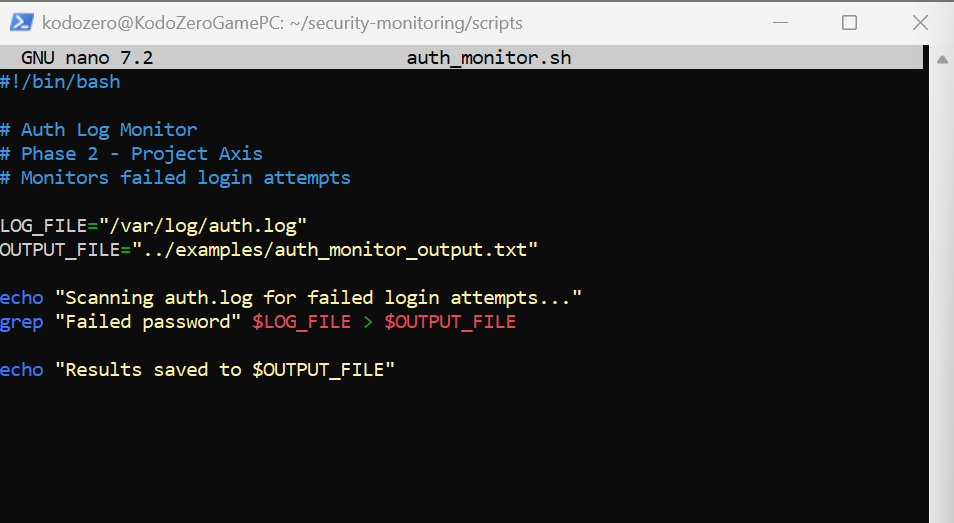 kodozero@KodoZeroGamePC: ~/security-monitoring/scripts
GNU nano 7.2 auth_monitor.sh
#!/bin/bash
# Auth Log Monitor
# Phase 2 - Project Axis
# Monitors failed login attempts
LOG_FILE="/var/log/auth.log"
OUTPUT_FILE="../examples/auth_monitor_output.txt"
echo "Scanning auth.log for failed login attempts..."
grep "Failed password" $LOG_FILE > $OUTPUT_FILE
echo "Results saved to $OUTPUT_FILE"